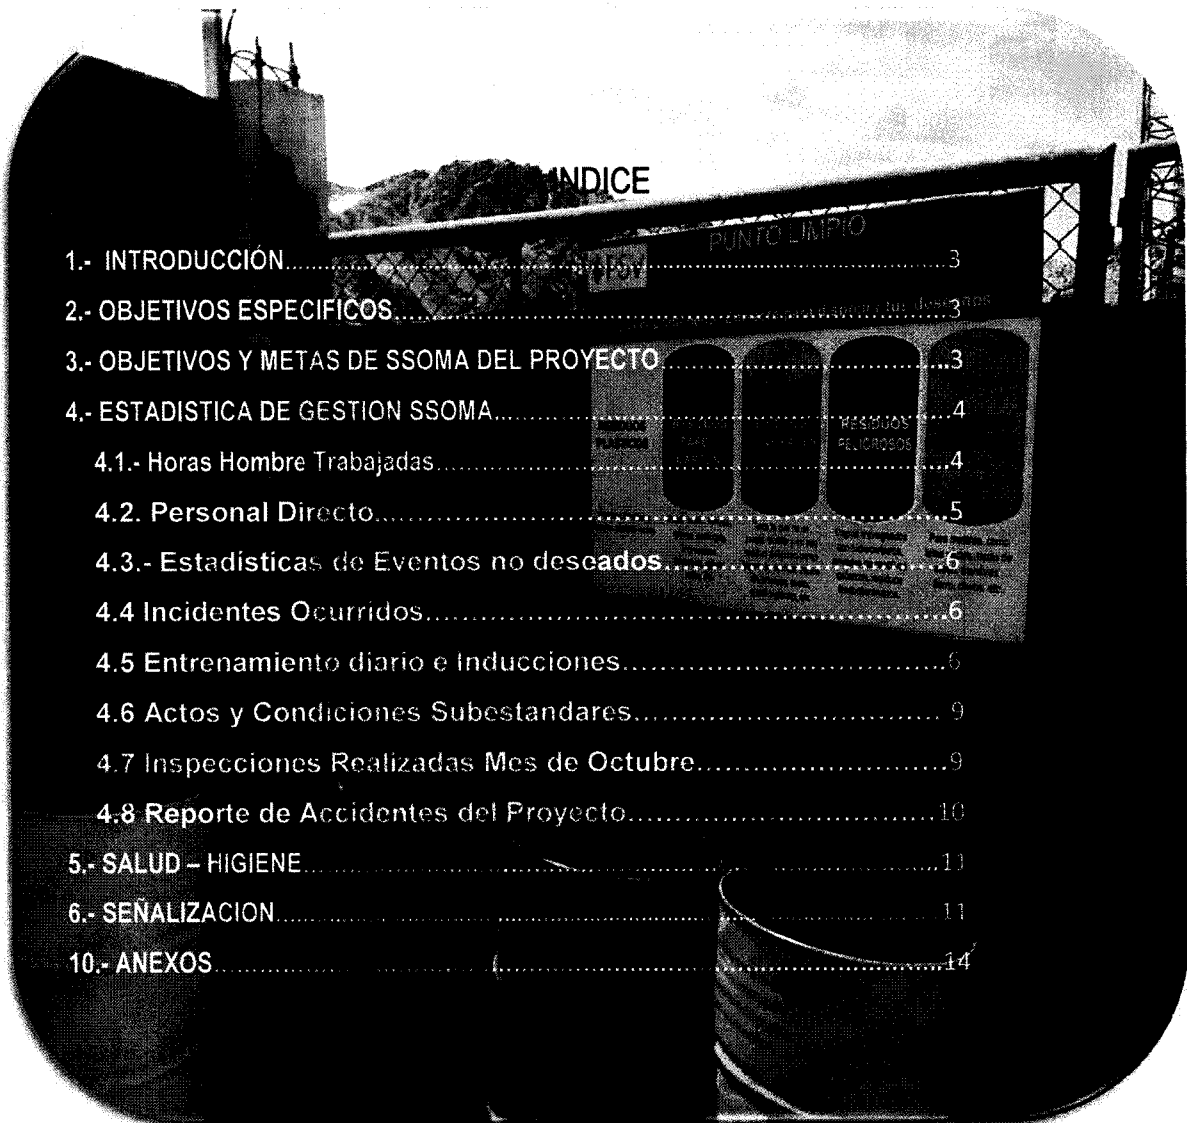 INDICE
1.- INTRODUCCIÓN 3
2.- OBJETIVOS ESPECIFICOS 3
3.- OBJETIVOS Y METAS DE SSOMA DEL PROYECTO 3
4.- ESTADISTICA DE GESTION SSOMA 4
4.1.- Horas Hombre Trabajadas 4
4.2. Personal Directo 5
4.3.- Estadísticas de Eventos no deseados 6
4.4 Incidentes Ocurridos 6
4.5 Entrenamiento diario e Inducciones 6
4.6 Actos y Condiciones Subestandares 9
4.7 Inspecciones Realizadas Mes de Octubre 9
4.8 Reporte de Accidentes del Proyecto 10
5.- SALUD – HIGIENE 11
6.- SEÑALIZACION 11
10.- ANEXOS 14
PUNTO LIMPIO
RESIDUOS
PELIGROSOS